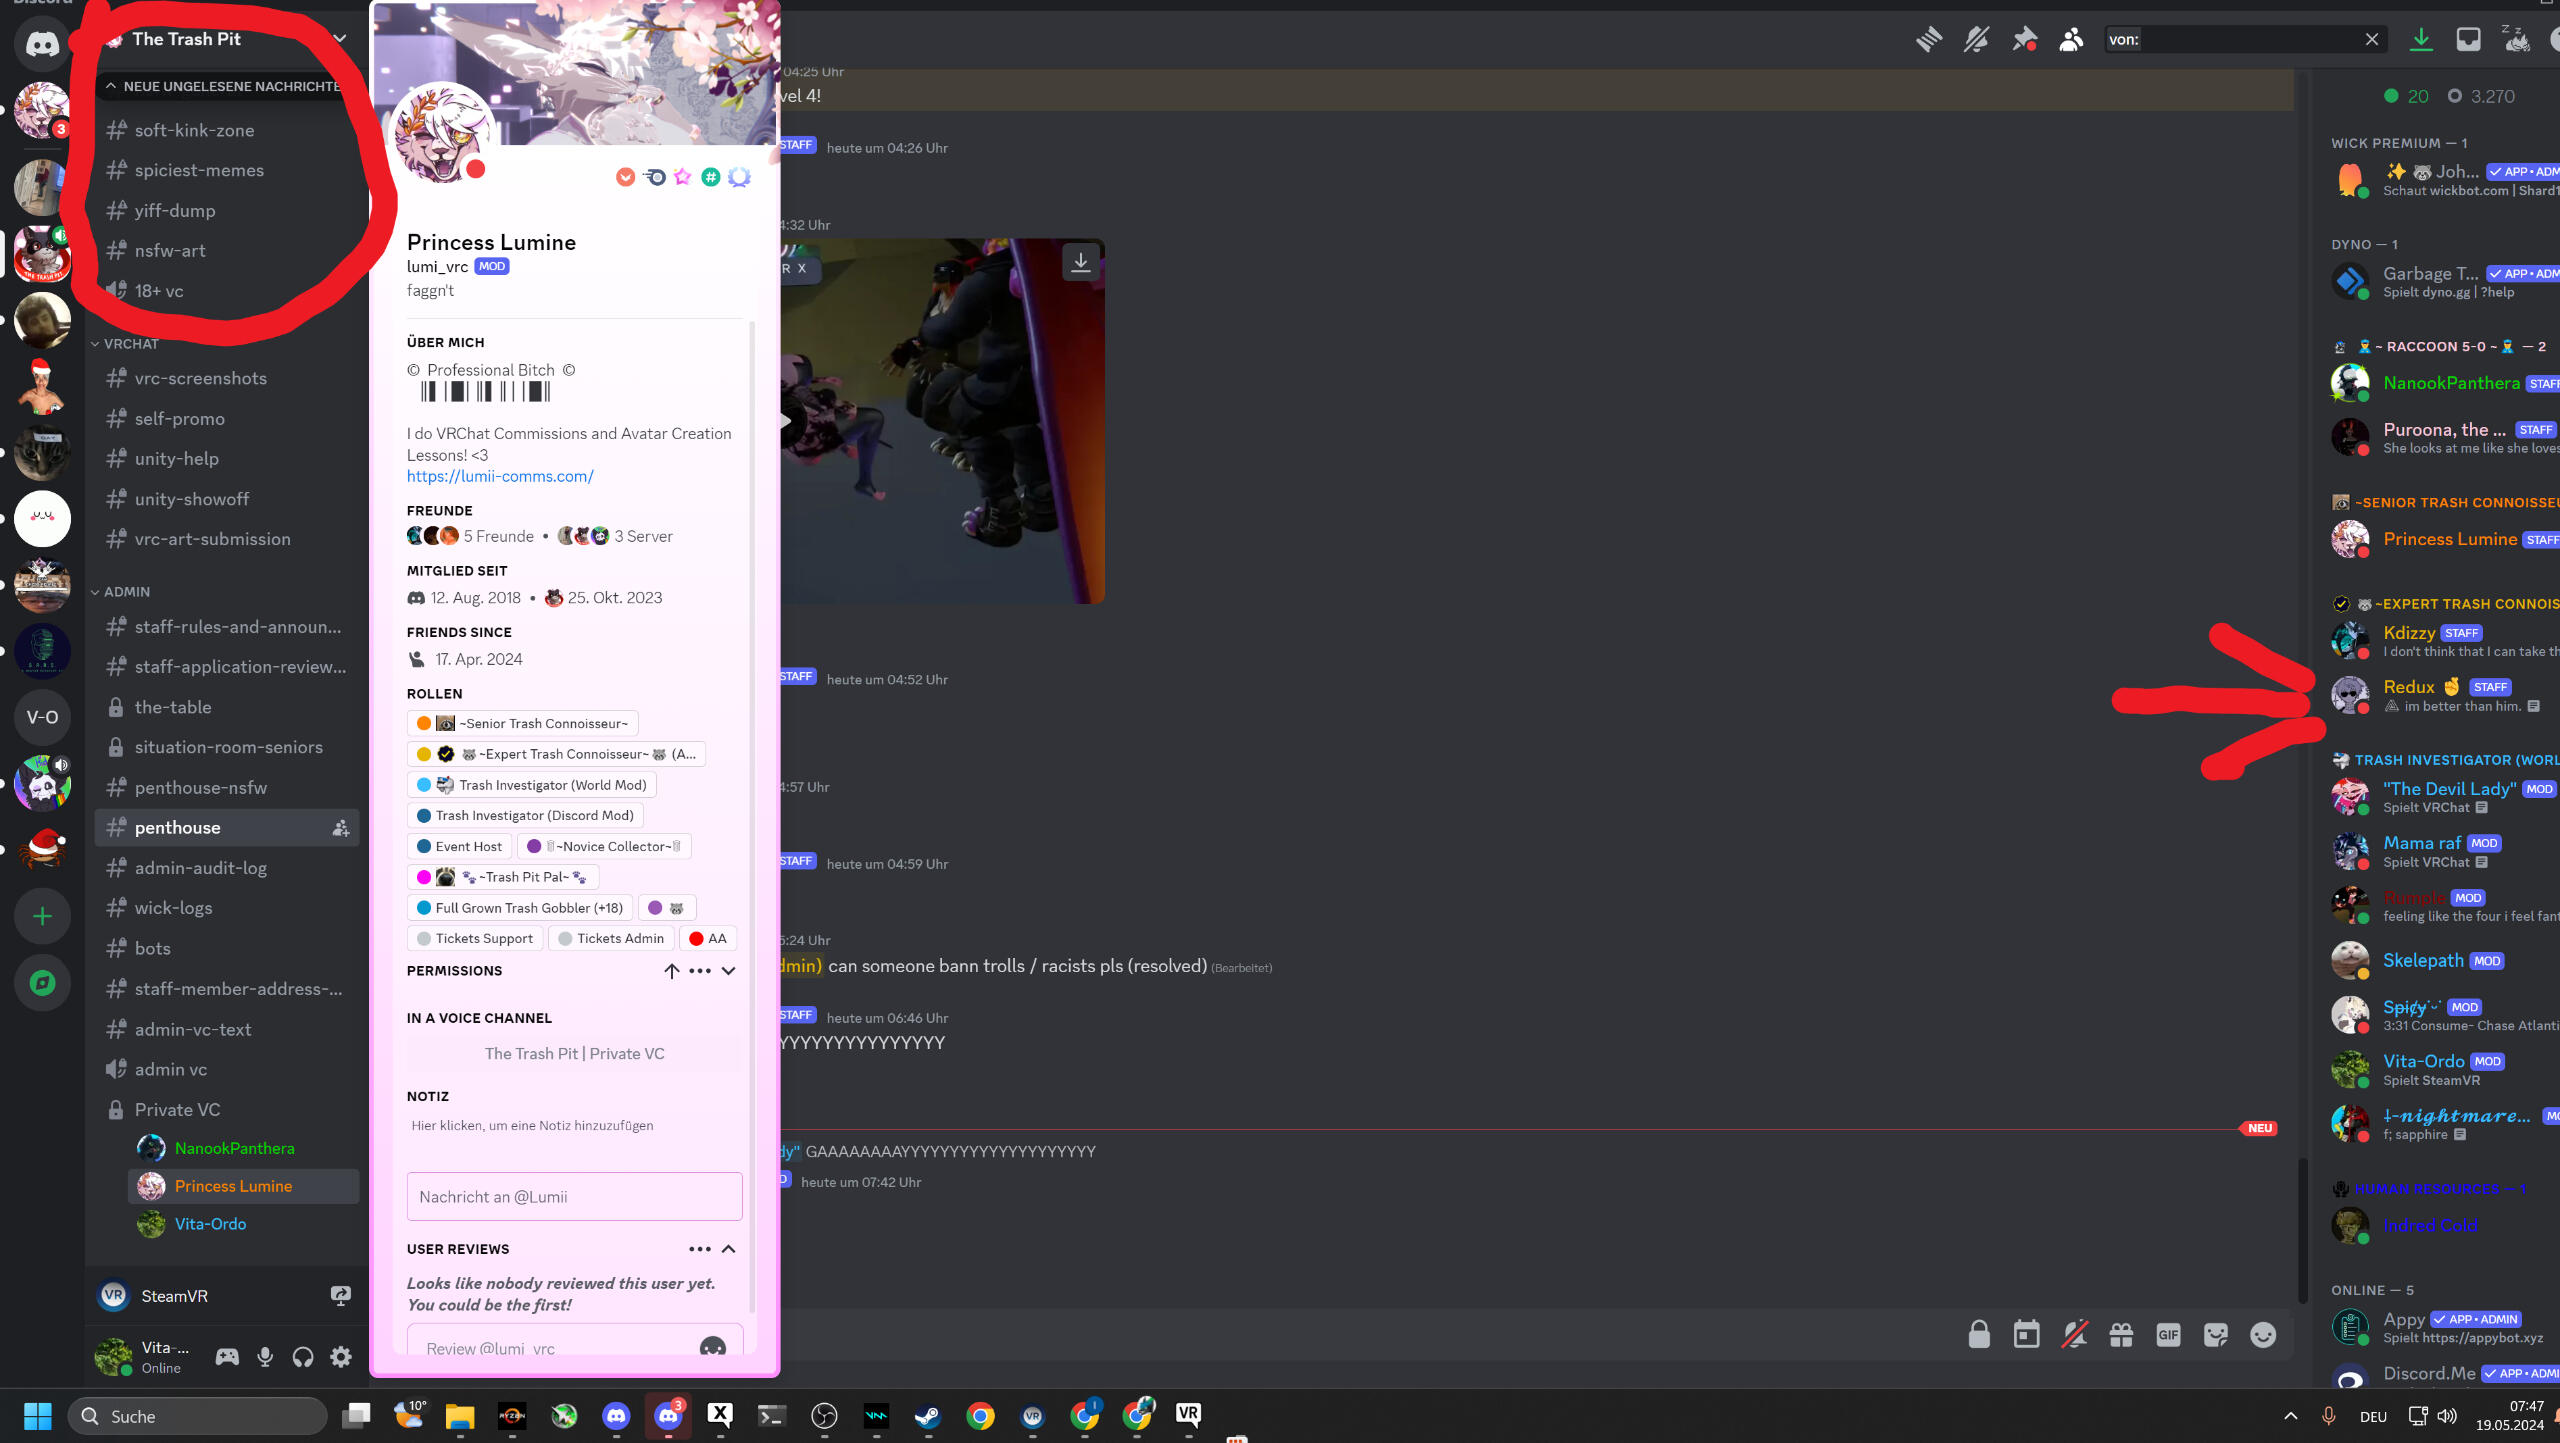 Discord
The Trash Pit
NEUE UNGELESENE NACHRICHTE
soft-kink-zone
spiciest-memes
yiff-dump
nsfw-art
18+ vc
VRCHAT
vrc-screenshots
self-promo
unity-help
unity-showoff
vrc-art-submission
ADMIN
staff-rules-and-announ...
staff-application-review...
the-table
situation-room-seniors
penthouse-nsfw
penthouse
admin-audit-log
wick-logs
bots
staff-member-address-...
admin-vc-text
admin vc
Private VC
NanookPanthera
Princess Lumine
Vita-Ordo
3
V-O
SteamVR
Vita-...
Online
Princess Lumine
lumi_vrc MOD
faggn't
ÜBER MICH
© Professional Bitch ©
I do VRChat Commissions and Avatar Creation
Lessons! <3
https://lumii-comms.com/
FREUNDE
5 Freunde • 3 Server
MITGLIED SEIT
12. Aug. 2018 • 25. Okt. 2023
FRIENDS SINCE
17. Apr. 2024
ROLLEN
~Senior Trash Connoisseur~
~Expert Trash Connoisseur~ (A...
Trash Investigator (World Mod)
Trash Investigator (Discord Mod)
Event Host ~Novice Collector~
~Trash Pit Pal~
Full Grown Trash Gobbler (+18)
Tickets Support Tickets Admin AA
PERMISSIONS
IN A VOICE CHANNEL
The Trash Pit | Private VC
NOTIZ
Hier klicken, um eine Notiz hinzuzufügen
Nachricht an @Lumii
USER REVIEWS
Looks like nobody reviewed this user yet.
You could be the first!
Review @lumi_vrc
04:25 Uhr
vel 4!
STAFF heute um 04:26 Uhr
4:32 Uhr
R X
STAFF heute um 04:52 Uhr
4:57 Uhr
STAFF heute um 04:59 Uhr
5:24 Uhr
dmin) can someone bann trolls / racists pls (resolved) (Bearbeitet)
STAFF heute um 06:46 Uhr
YYYYYYYYYYYYYYY
NEU
dy" GAAAAAAAAYYYYYYYYYYYYYYYYYYYY
D heute um 07:42 Uhr
GIF
von:
20 3.270
WICK PREMIUM — 1
Joh... APP • ADM
Schaut wickbot.com | Shard1
DYNO — 1
Garbage T... APP • ADM
Spielt dyno.gg | ?help
~ RACCOON 5-0 ~ — 2
NanookPanthera STAFF
Puroona, the ... STAFF
She looks at me like she loves
~SENIOR TRASH CONNOISSEU
Princess Lumine STAFF
~EXPERT TRASH CONNOIS
Kdizzy STAFF
I don't think that I can take th
Redux STAFF
im better than him.
TRASH INVESTIGATOR (WORL
"The Devil Lady" MOD
Spielt VRChat
Mama raf MOD
Spielt VRChat
Rumple MOD
feeling like the four i feel fant
Skelepath MOD
Spicy MOD
3:31 Consume- Chase Atlanti
Vita-Ordo MOD
Spielt SteamVR
-nightmare... MO
f; sapphire
HUMAN RESOURCES — 1
Indred Cold
ONLINE — 5
Appy APP • ADMIN
Spielt https://appybot.xyz
Discord.Me APP • ADMI
Suche
10°
RYZEN
3
VR
DEU
07:47
19.05.2024